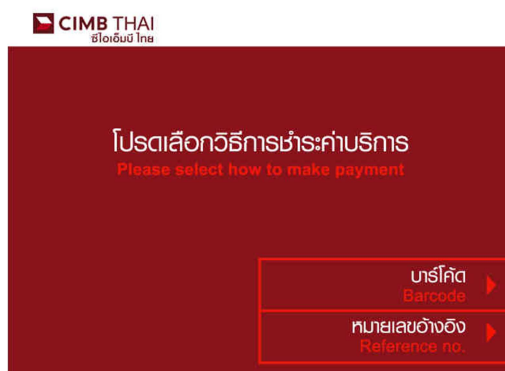 CIMB THAI
ซีไอเอ็มบี ไทย
โปรดเลือกวิธีการชำระค่าบริการ
Please select how to make payment
บาร์โค้ด
Barcode
หมายเลขอ้างอิง
Reference no.